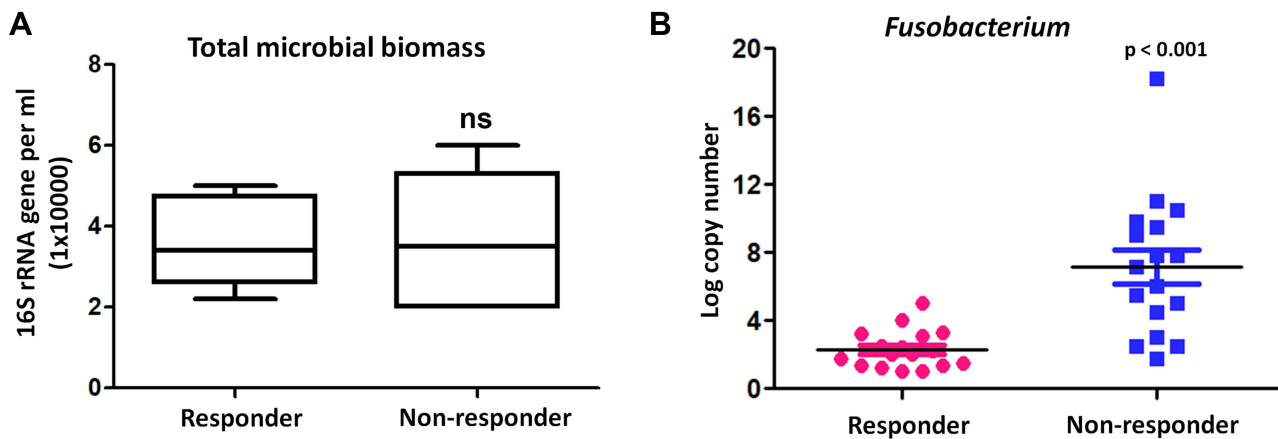 A
Total microbial biomass
16S rRNA gene per ml
(1x10000)
8
6
4
2
0
ns
Responder
Non-responder
B
Fusobacterium
p < 0.001
Log copy number
20
16
12
8
4
0
Responder
Non-responder